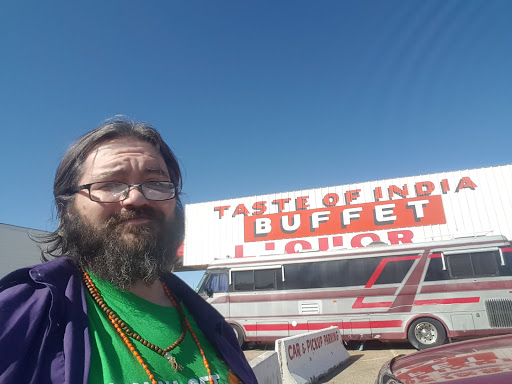 TASTE OF INDIA
BUFFET
LIQUOR
CAR & PICKUP PARKING